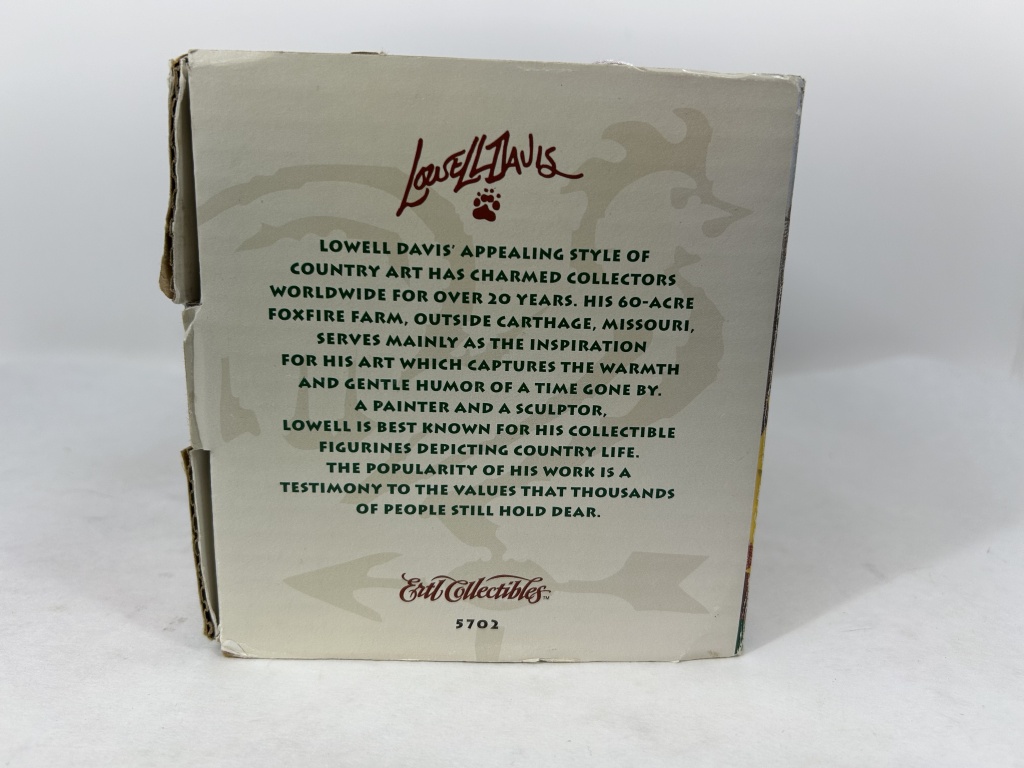 LOWELL DAVIS
LOWELL DAVIS' APPEALING STYLE OF
COUNTRY ART HAS CHARMED COLLECTORS
WORLDWIDE FOR OVER 20 YEARS. HIS 60-ACRE
FOXFIRE FARM, OUTSIDE CARTHAGE, MISSOURI,
SERVES MAINLY AS THE INSPIRATION
FOR HIS ART WHICH CAPTURES THE WARMTH
AND GENTLE HUMOR OF A TIME GONE BY.
A PAINTER AND A SCULPTOR,
LOWELL IS BEST KNOWN FOR HIS COLLECTIBLE
FIGURINES DEPICTING COUNTRY LIFE.
THE POPULARITY OF HIS WORK IS A
TESTIMONY TO THE VALUES THAT THOUSANDS
OF PEOPLE STILL HOLD DEAR.
Ertl Collectibles™
5702